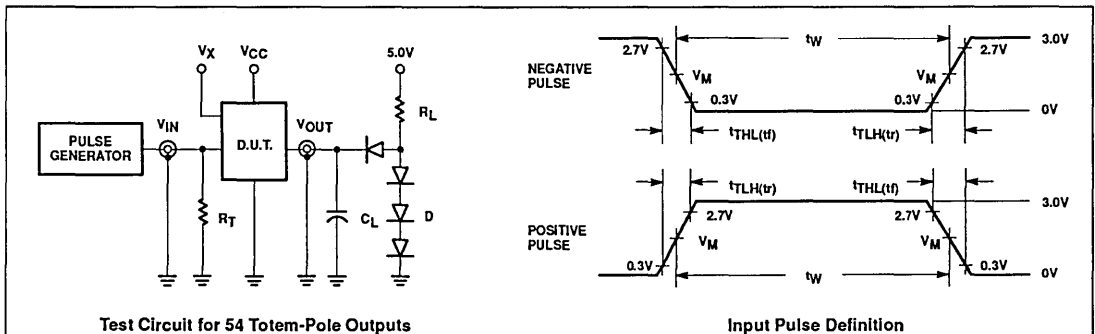 VX
VCC
5.0V
RL
VIN
VOUT
PULSE
GENERATOR
D.U.T.
RT
CL
D
Test Circuit for 54 Totem-Pole Outputs
NEGATIVE
PULSE
2.7V
tW
2.7V
3.0V
VM
VM
0.3V
0.3V
0V
tTHL(tf)
tTLH(tr)
tTLH(tr)
tTHL(tf)
POSITIVE
PULSE
2.7V
2.7V
3.0V
VM
VM
0.3V
tW
0.3V
0V
Input Pulse Definition